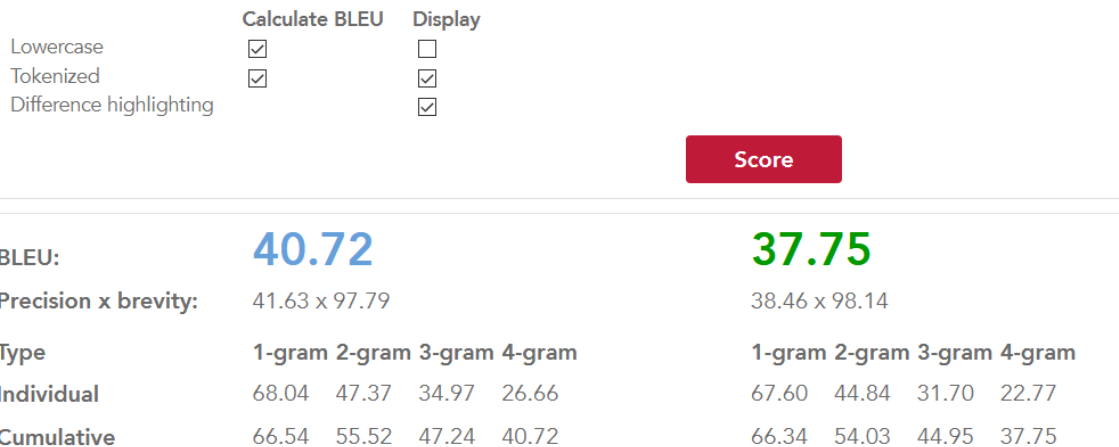 Calculate BLEU Display
Lowercase
Tokenized
Difference highlighting
Score
BLEU: 40.72 37.75
Precision x brevity: 41.63 x 97.79 38.46 x 98.14
Type 1-gram 2-gram 3-gram 4-gram 1-gram 2-gram 3-gram 4-gram
Individual 68.04 47.37 34.97 26.66 67.60 44.84 31.70 22.77
Cumulative 66.54 55.52 47.24 40.72 66.34 54.03 44.95 37.75